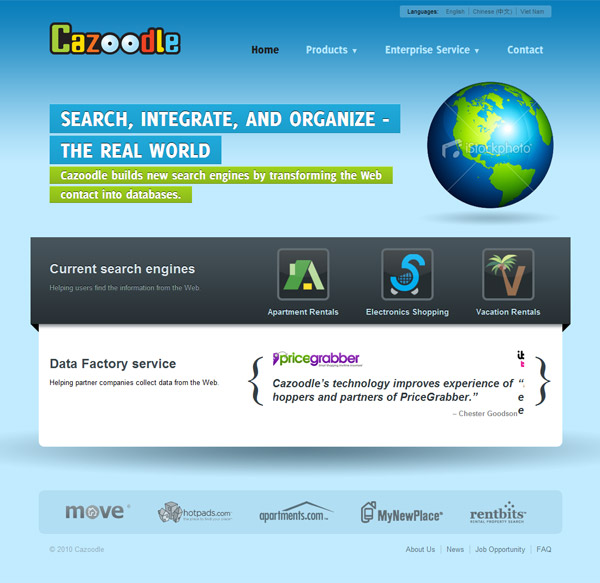 Languages: English Chinese (中文) Viet Nam
Cazoodle
Home Products Enterprise Service Contact
SEARCH, INTEGRATE, AND ORGANIZE -
THE REAL WORLD
Cazoodle builds new search engines by transforming the Web
contact into databases.
iStockphoto
Current search engines
Helping users find the information from the Web.
Apartment Rentals Electronics Shopping Vacation Rentals
Data Factory service
Helping partner companies collect data from the Web.
pricegrabber
{ Cazoodle’s technology improves experience of “ }
hoppers and partners of PriceGrabber.” e
e
– Chester Goodson
move
hotpads.com
apartments.com
MyNewPlace
rentbits
RENTAL PROPERTY SEARCH
© 2010 Cazoodle
About Us | News | Job Opportunity | FAQ